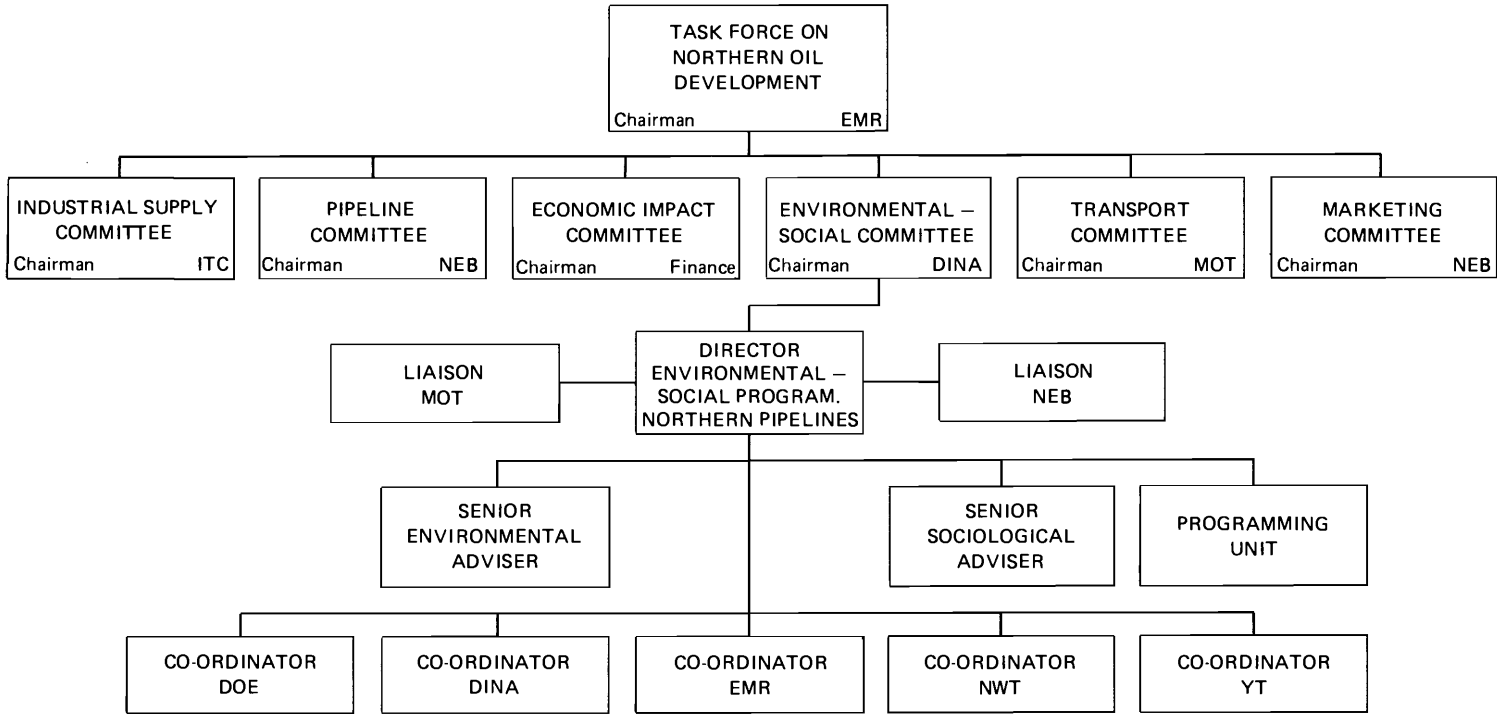 TASK FORCE ON
NORTHERN OIL
DEVELOPMENT
Chairman EMR
INDUSTRIAL SUPPLY
COMMITTEE
Chairman ITC
PIPELINE
COMMITTEE
Chairman NEB
ECONOMIC IMPACT
COMMITTEE
Chairman Finance
ENVIRONMENTAL –
SOCIAL COMMITTEE
Chairman DINA
TRANSPORT
COMMITTEE
Chairman MOT
MARKETING
COMMITTEE
Chairman NEB
LIAISON
MOT
DIRECTOR
ENVIRONMENTAL –
SOCIAL PROGRAM.
NORTHERN PIPELINES
LIAISON
NEB
SENIOR
ENVIRONMENTAL
ADVISER
SENIOR
SOCIOLOGICAL
ADVISER
PROGRAMMING
UNIT
CO-ORDINATOR
DOE
CO-ORDINATOR
DINA
CO-ORDINATOR
EMR
CO-ORDINATOR
NWT
CO-ORDINATOR
YT